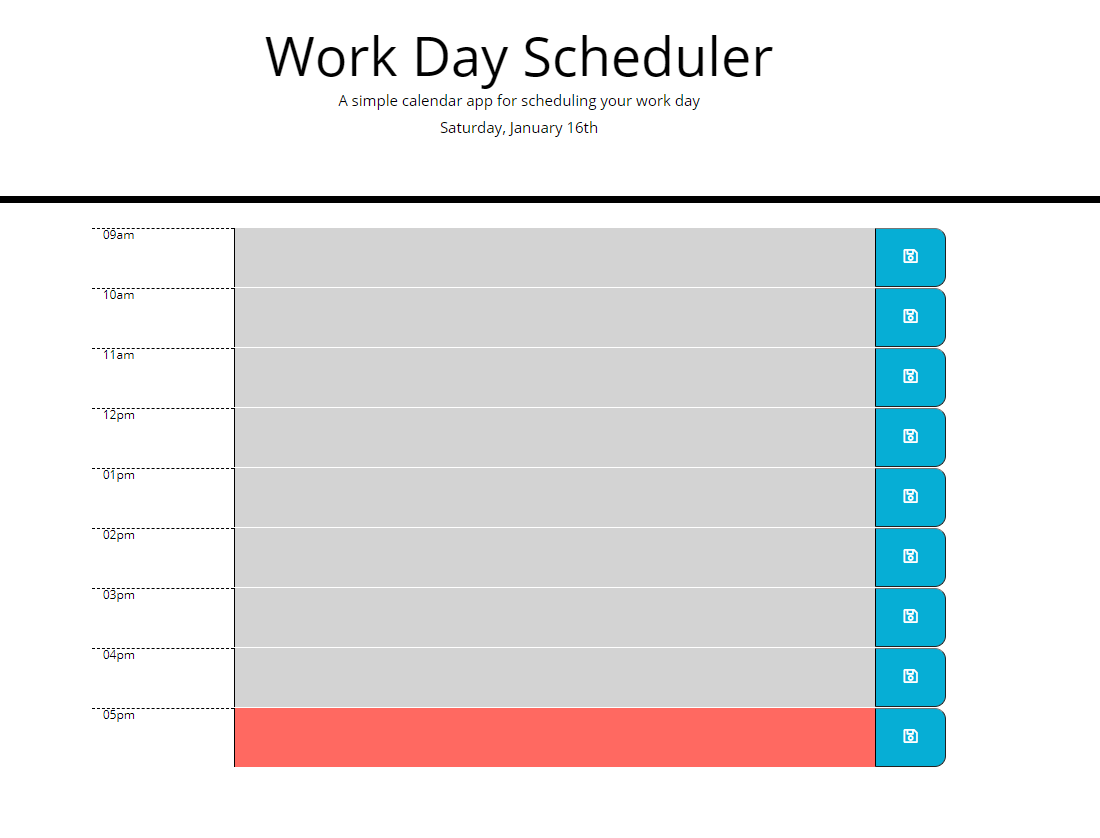 Work Day Scheduler
A simple calendar app for scheduling your work day
Saturday, January 16th
09am
10am
11am
12pm
01pm
02pm
03pm
04pm
05pm